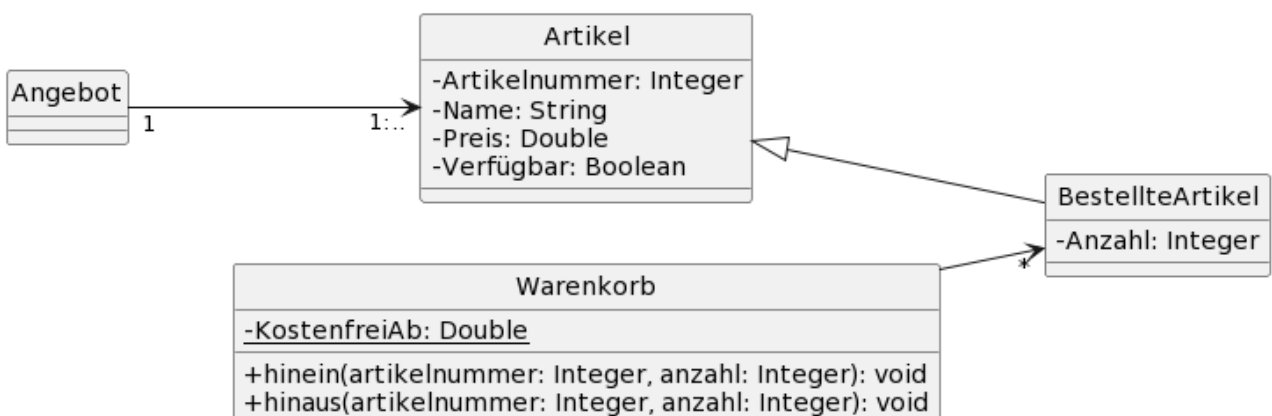 Artikel
-Artikelnummer: Integer
-Name: String
-Preis: Double
-Verfügbar: Boolean
Angebot
1
1:..
BestellteArtikel
-Anzahl: Integer
*
Warenkorb
-KostenfreiAb: Double
+hinein(artikelnummer: Integer, anzahl: Integer): void
+hinaus(artikelnummer: Integer, anzahl: Integer): void